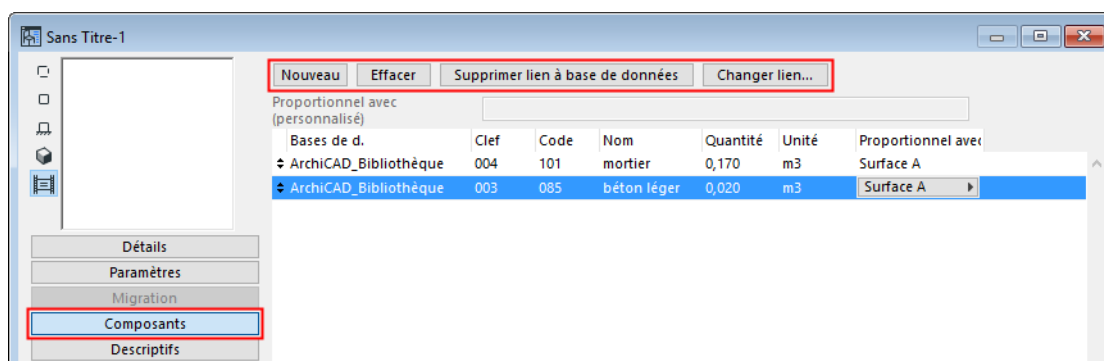 Sans Titre-1
Nouveau Effacer Supprimer lien à base de données Changer lien...
Proportionnel avec
(personnalisé)
Bases de d. Clef Code Nom Quantité Unité Proportionnel avec
ArchiCAD_Bibliothèque 004 101 mortier 0,170 m3 Surface A
ArchiCAD_Bibliothèque 003 085 béton léger 0,020 m3 Surface A
Détails
Paramètres
Migration
Composants
Descriptifs